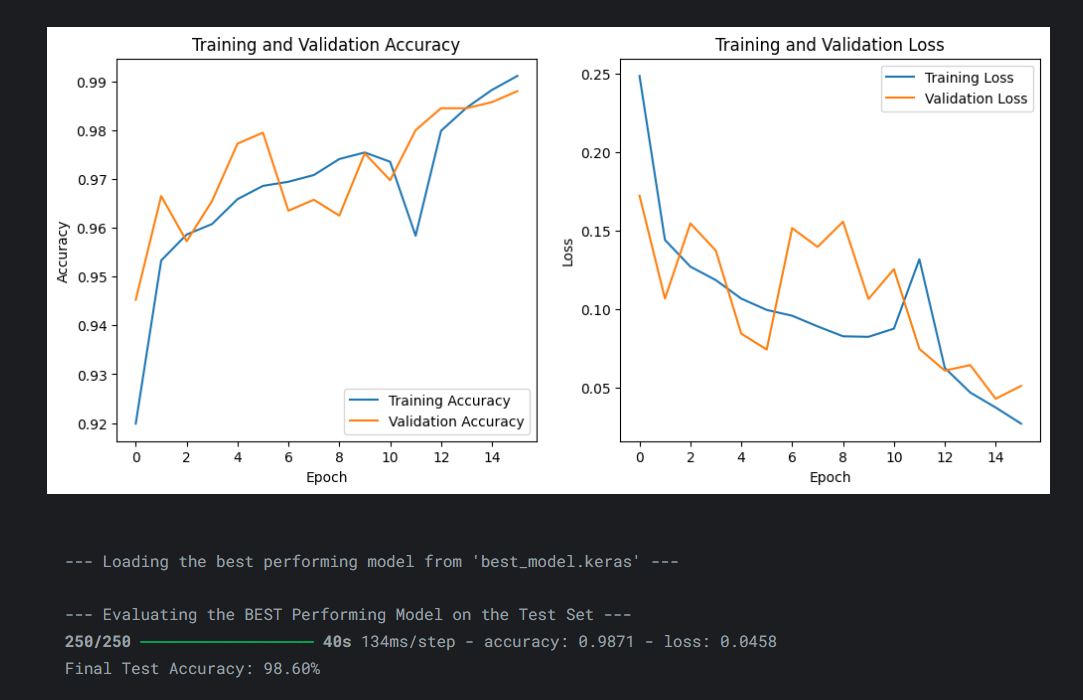 Training and Validation Accuracy
0.99
0.98
0.97
0.96
0.95
0.94
0.93
0.92
Accuracy
0 2 4 6 8 10 12 14
Epoch
Training Accuracy
Validation Accuracy
Training and Validation Loss
0.25
0.20
0.15
0.10
0.05
Loss
0 2 4 6 8 10 12 14
Epoch
Training Loss
Validation Loss
--- Loading the best performing model from 'best_model.keras' ---
--- Evaluating the BEST Performing Model on the Test Set ---
250/250 ━━━━━━━━━━━━━━━━━━━━ 40s 134ms/step - accuracy: 0.9871 - loss: 0.0458
Final Test Accuracy: 98.60%